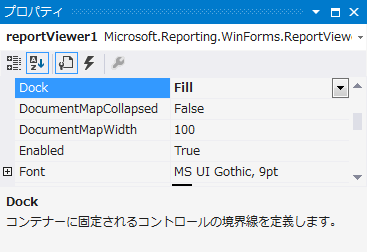 プロパティ
reportViewer1 Microsoft.Reporting.WinForms.ReportViewe
Dock Fill
DocumentMapCollapsed False
DocumentMapWidth 100
Enabled True
Font MS UI Gothic, 9pt
Dock
コンテナーに固定されるコントロールの境界線を定義します。